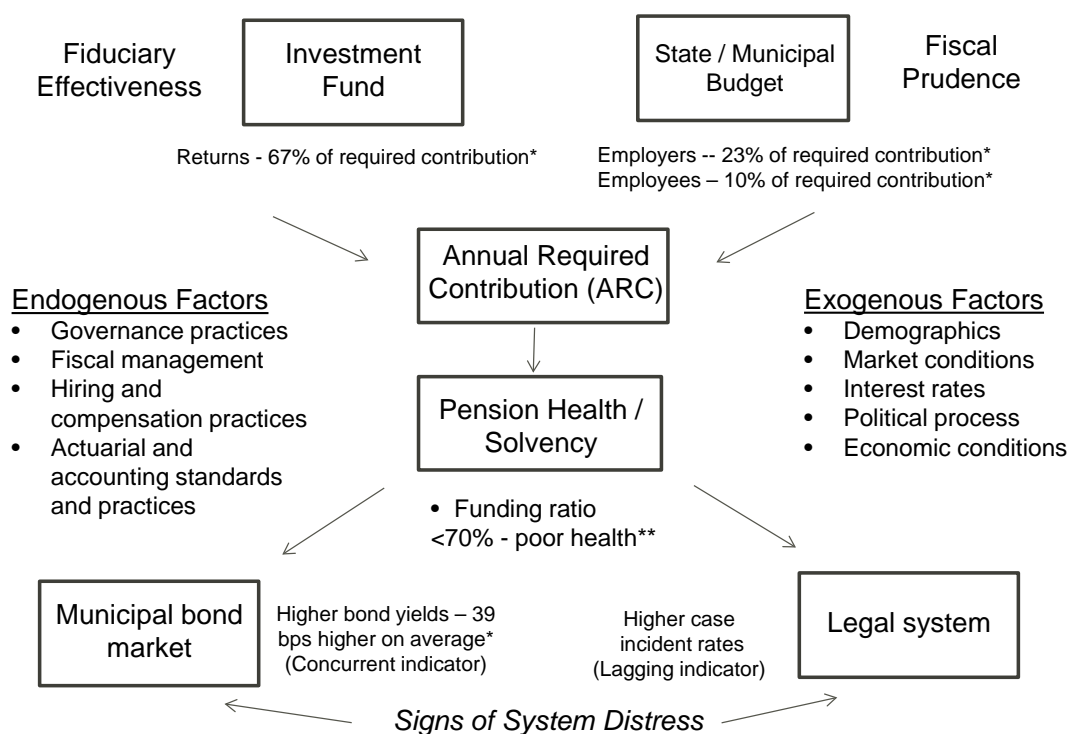 Fiduciary
Effectiveness
Investment
Fund
State / Municipal
Budget
Fiscal
Prudence
Returns - 67% of required contribution*
Employers -- 23% of required contribution*
Employees – 10% of required contribution*
Annual Required
Contribution (ARC)
Endogenous Factors
• Governance practices
• Fiscal management
• Hiring and
compensation practices
• Actuarial and
accounting standards
and practices
Exogenous Factors
• Demographics
• Market conditions
• Interest rates
• Political process
• Economic conditions
Pension Health /
Solvency
• Funding ratio
<70% - poor health**
Municipal bond
market
Higher bond yields – 39
bps higher on average*
(Concurrent indicator)
Higher case
incident rates
(Lagging indicator)
Legal system
Signs of System Distress